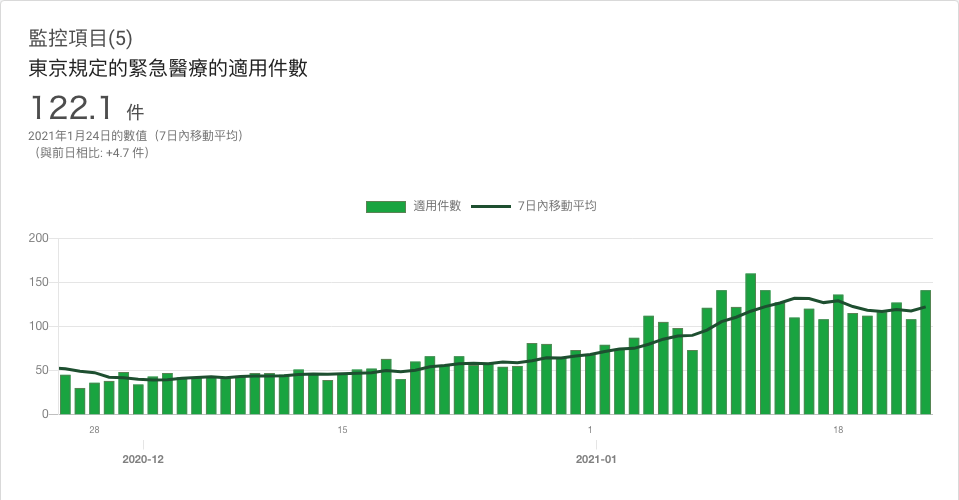 監控項目(5)
東京規定的緊急醫療的適用件數
122.1 件
2021年1月24日的數值（7日內移動平均）
（與前日相比: +4.7 件）
適用件數 7日內移動平均
200
150
100
50
0
28 15 1 18
2020-12 2021-01